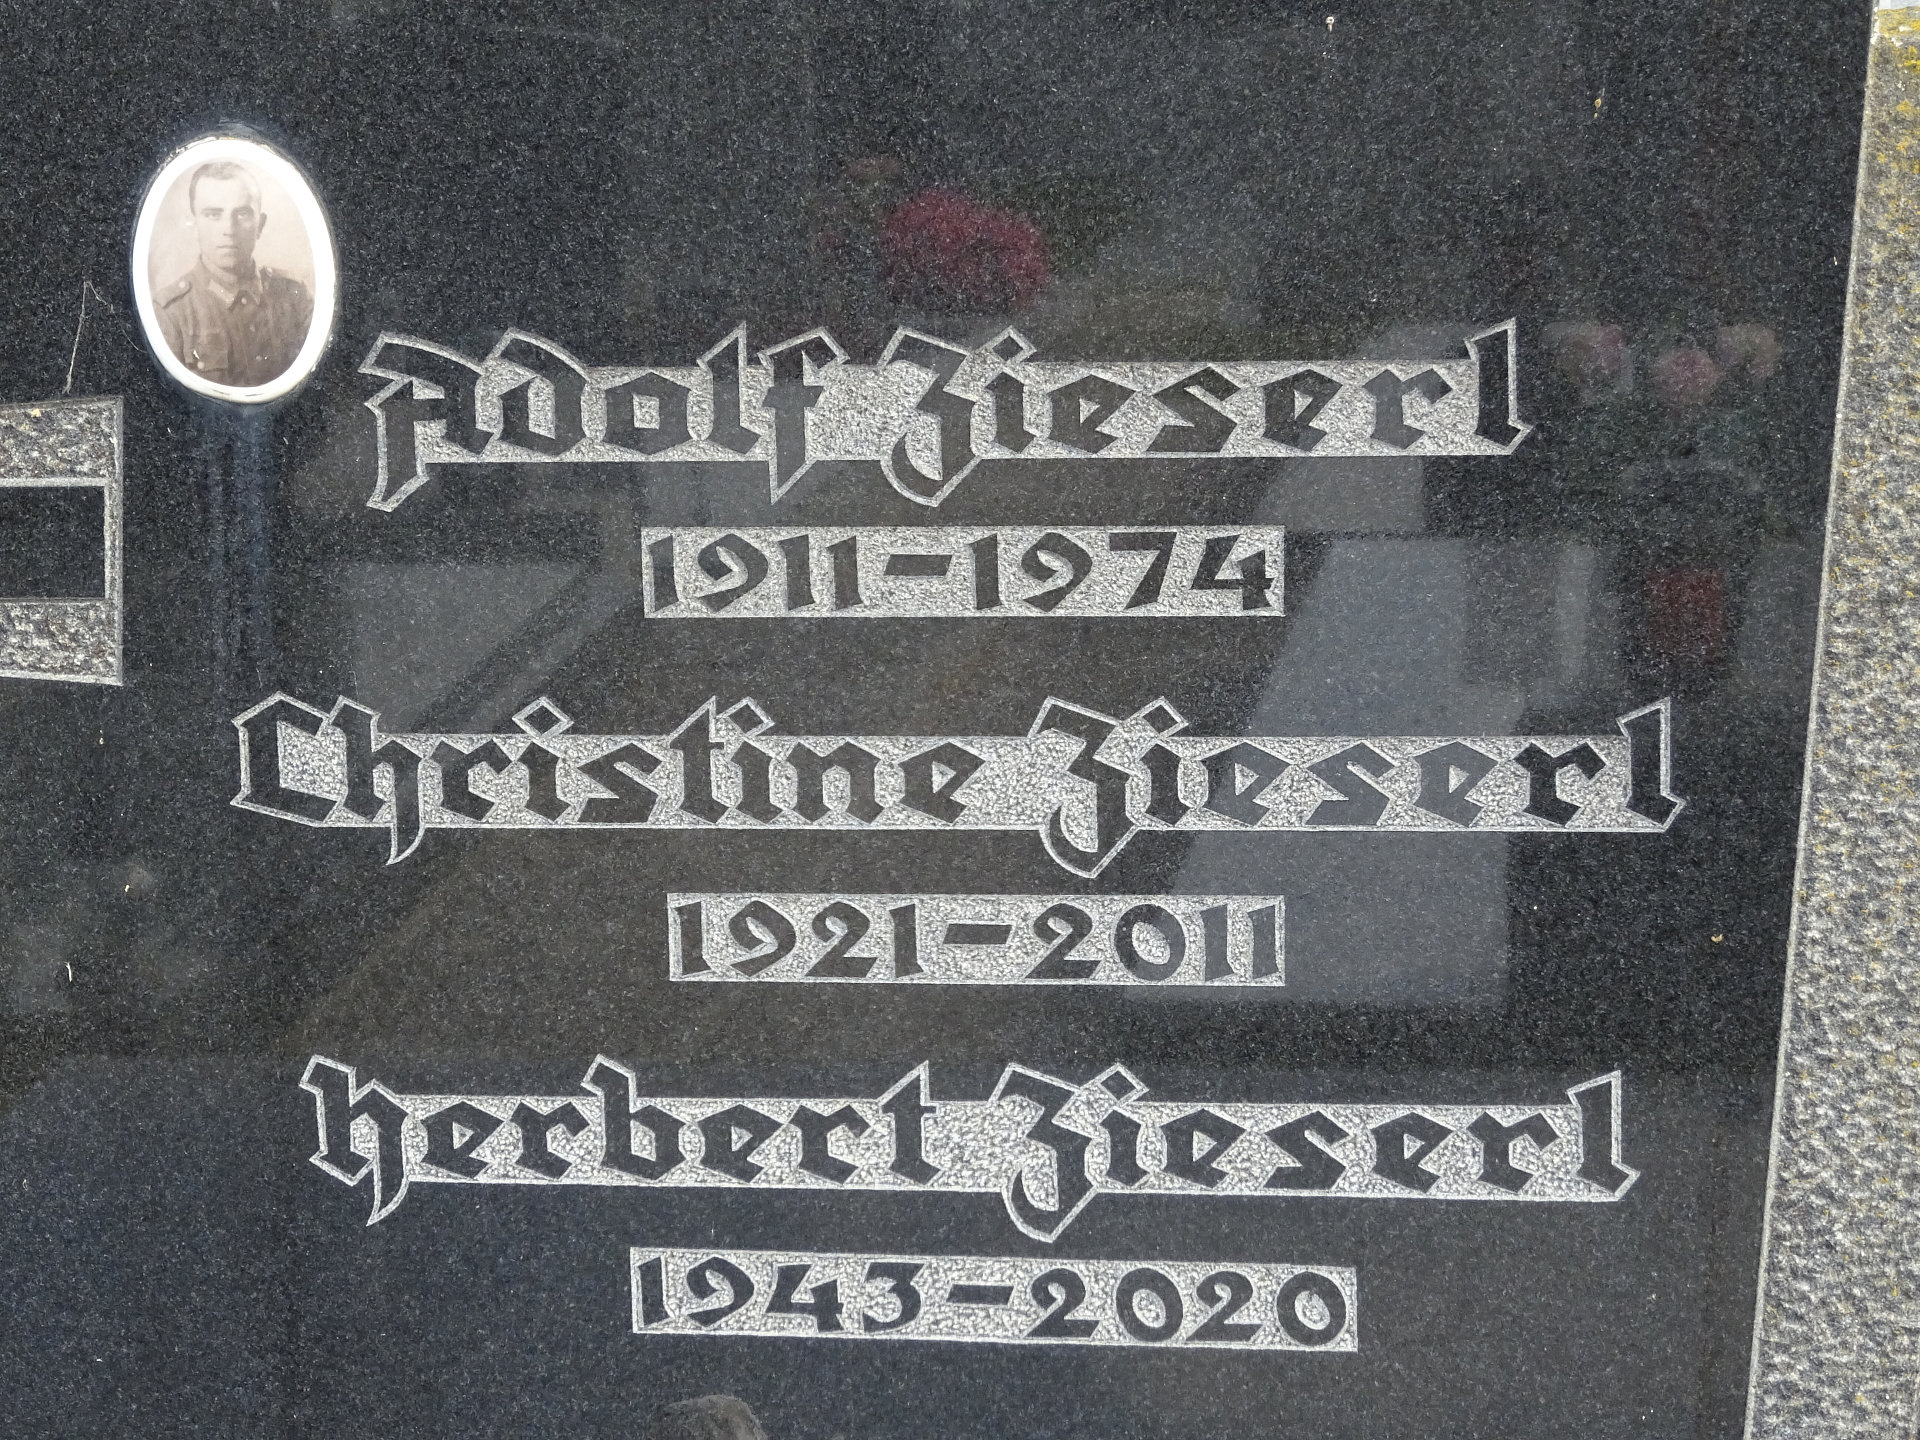 Adolf Zieserl
1911-1974
Christine Zieserl
1921-2011
Herbert Zieserl
1943-2020